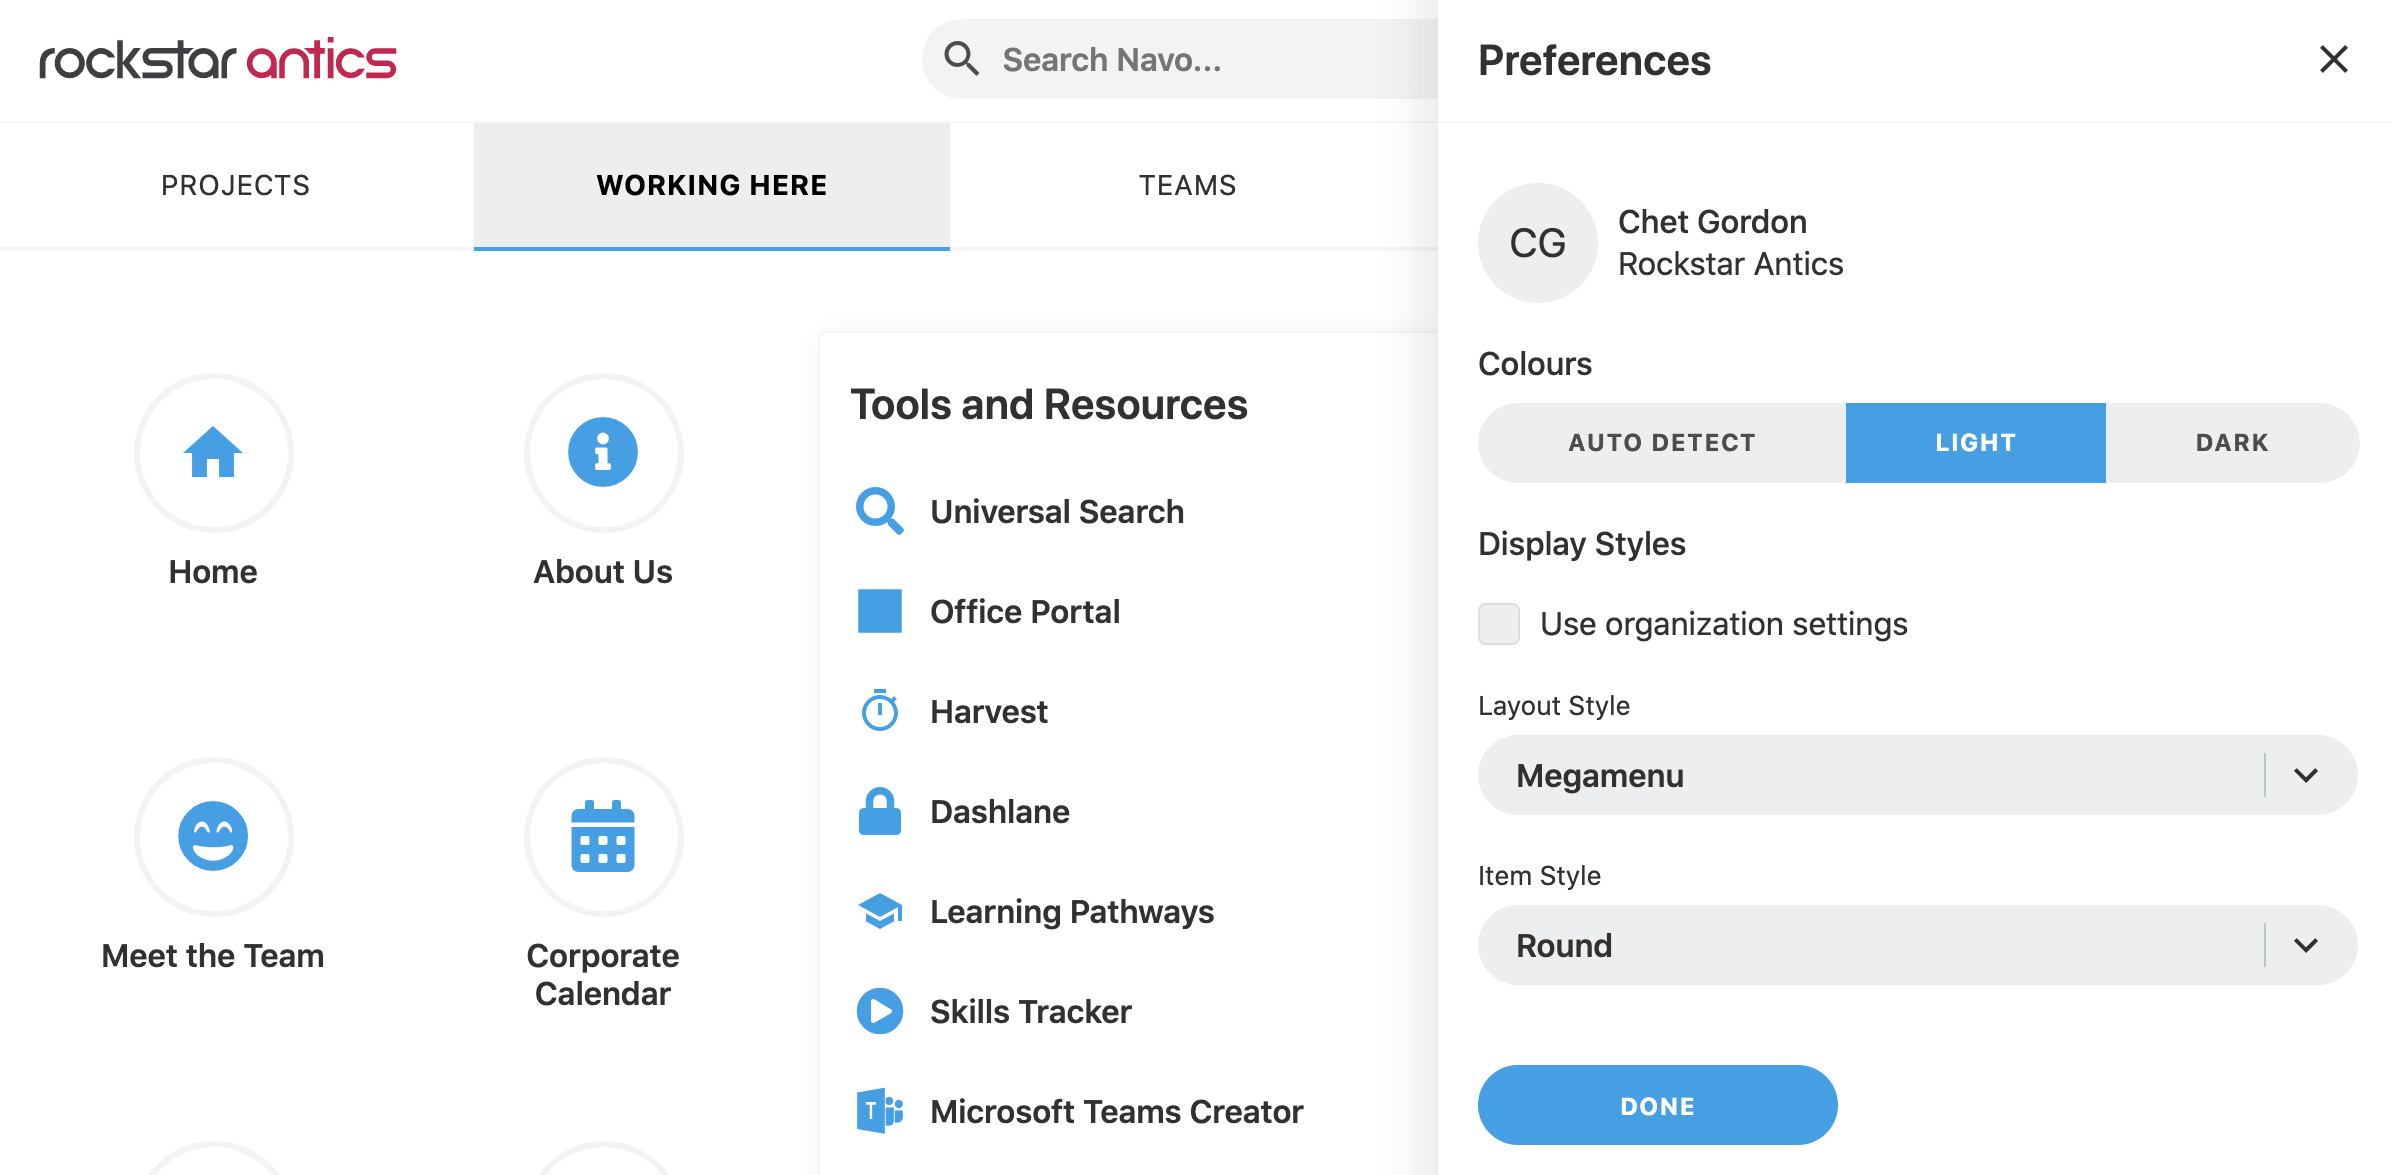 rockstar antics
Search Navo...
PROJECTS
WORKING HERE
TEAMS
Home
About Us
Meet the Team
Corporate
Calendar
Tools and Resources
Universal Search
Office Portal
Harvest
Dashlane
Learning Pathways
Skills Tracker
T
Microsoft Teams Creator
Preferences
CG
Chet Gordon
Rockstar Antics
Colours
AUTO DETECT
LIGHT
DARK
Display Styles
Use organization settings
Layout Style
Megamenu
Item Style
Round
DONE